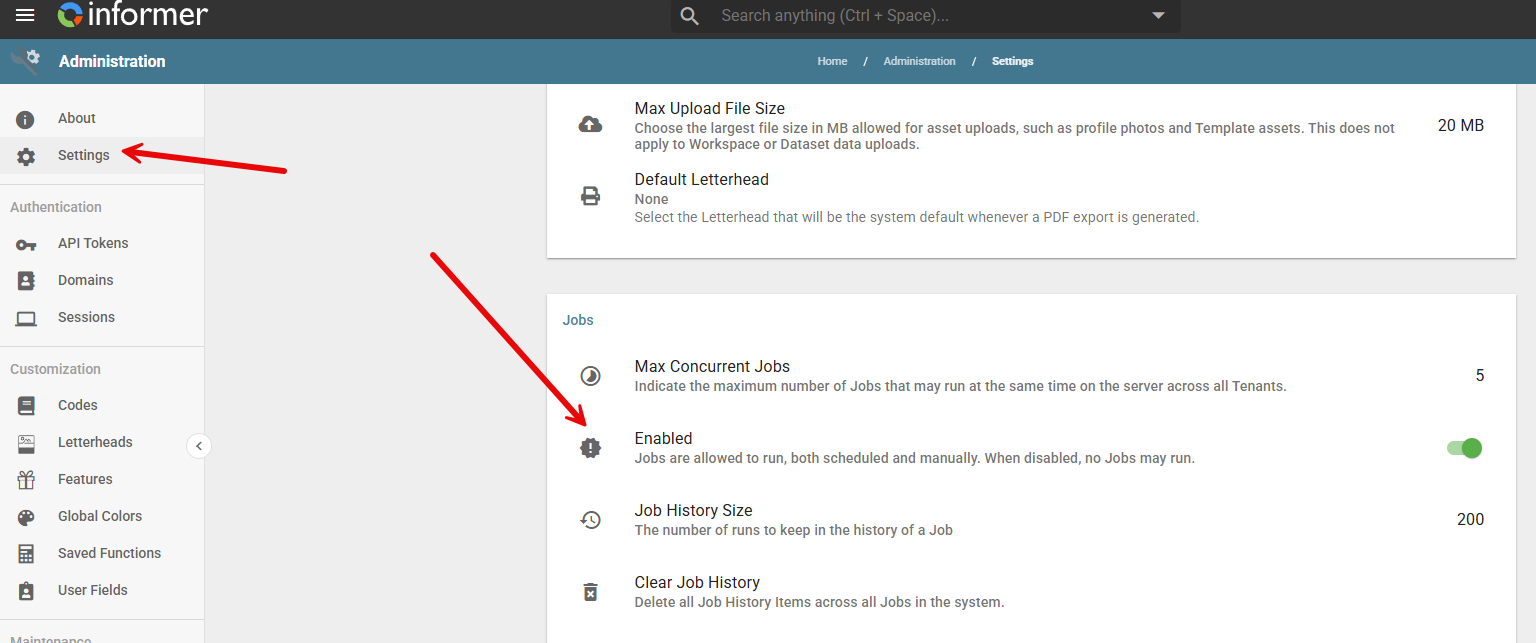 informer
Search anything (Ctrl + Space)...
Administration
Home / Administration / Settings
About
Settings
Authentication
API Tokens
Domains
Sessions
Customization
Codes
Letterheads
Features
Global Colors
Saved Functions
User Fields
Maintenance
Max Upload File Size
Choose the largest file size in MB allowed for asset uploads, such as profile photos and Template assets. This does not
apply to Workspace or Dataset data uploads.
20 MB
Default Letterhead
None
Select the Letterhead that will be the system default whenever a PDF export is generated.
Jobs
Max Concurrent Jobs
Indicate the maximum number of Jobs that may run at the same time on the server across all Tenants.
5
Enabled
Jobs are allowed to run, both scheduled and manually. When disabled, no Jobs may run.
Job History Size
The number of runs to keep in the history of a Job
200
Clear Job History
Delete all Job History Items across all Jobs in the system.